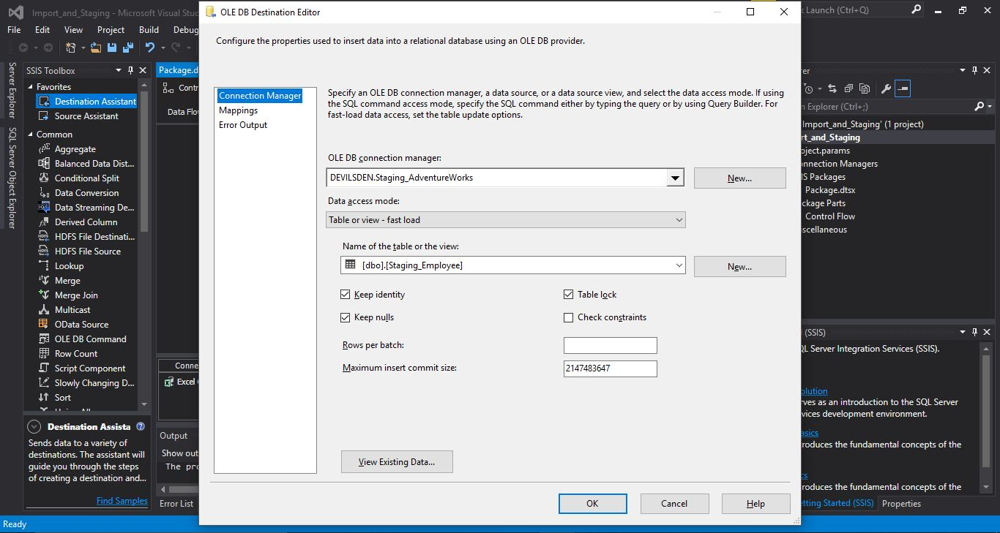 Import_and_Staging - Microsoft Visual Stu
Launch (Ctrl+Q)
File Edit View Project Build Debug
OLE DB Destination Editor
Configure the properties used to insert data into a relational database using an OLE DB provider.
Server Explorer
SQL Server Object Explorer
SSIS Toolbox
Favorites
Destination Assistant
Source Assistant
Common
Aggregate
Balanced Data Dist...
Conditional Split
Data Conversion
Data Streaming De...
Derived Column
HDFS File Destinati...
HDFS File Source
Lookup
Merge
Merge Join
Multicast
OData Source
OLE DB Command
Row Count
Script Component
Slowly Changing D...
Sort
Destination Assista
Sends data to a variety of
destinations. The assistant will
guide you through the steps
of creating a destination and...
Find Samples
Package.d
Contr
Data Flo
Conne
Excel
Output
Show out
The pro
Error List
Connection Manager
Mappings
Error Output
Specify an OLE DB connection manager, a data source, or a data source view, and select the data access mode. If using
the SQL command access mode, specify the SQL command either by typing the query or by using Query Builder. For
fast-load data access, set the table update options.
OLE DB connection manager:
DEVILSDEN.Staging_AdventureWorks
New...
Data access mode:
Table or view - fast load
Name of the table or the view:
[dbo].[Staging_Employee]
New...
Keep identity
Table lock
Keep nulls
Check constraints
Rows per batch:
Maximum insert commit size:
2147483647
View Existing Data...
OK Cancel Help
rer
n Explorer (Ctrl+;)
Import_and_Staging' (1 project)
rt_and_Staging
oject.params
onnection Managers
IS Packages
Package.dtsx
ckage Parts
Control Flow
scellaneous
(SSIS)
QL Server Integration Services (SSIS).
olution
rves as an introduction to the SQL Server
vices development environment.
asics
roduces the fundamental concepts of the
cs
roduces the fundamental concepts of the
etting Started (SSIS)
Properties
Ready